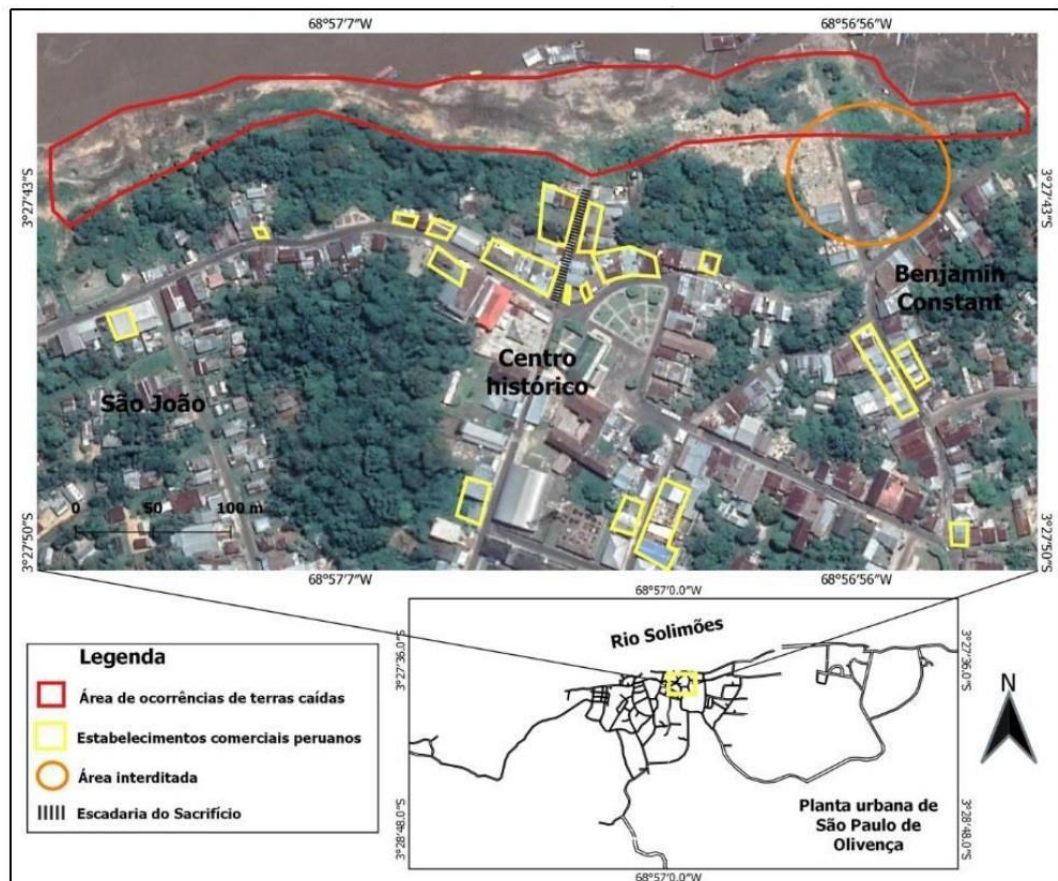 68°57'7"W
68°56'56"W
3°27'43"S
3°27'43"S
Benjamin
Constant
Centro
histórico
São João
0 50 100 m
3°27'50"S
3°27'50"S
68°57'7"W
68°56'56"W
68°57'0.0"W
Rio Solimões
3°27'36.0"S
3°27'36.0"S
Legenda
Área de ocorrências de terras caídas
Estabelecimentos comerciais peruanos
Área interditada
Escadaria do Sacrifício
N
3°28'48.0"S
3°28'48.0"S
Planta urbana de
São Paulo de
Olivença
68°57'0.0"W